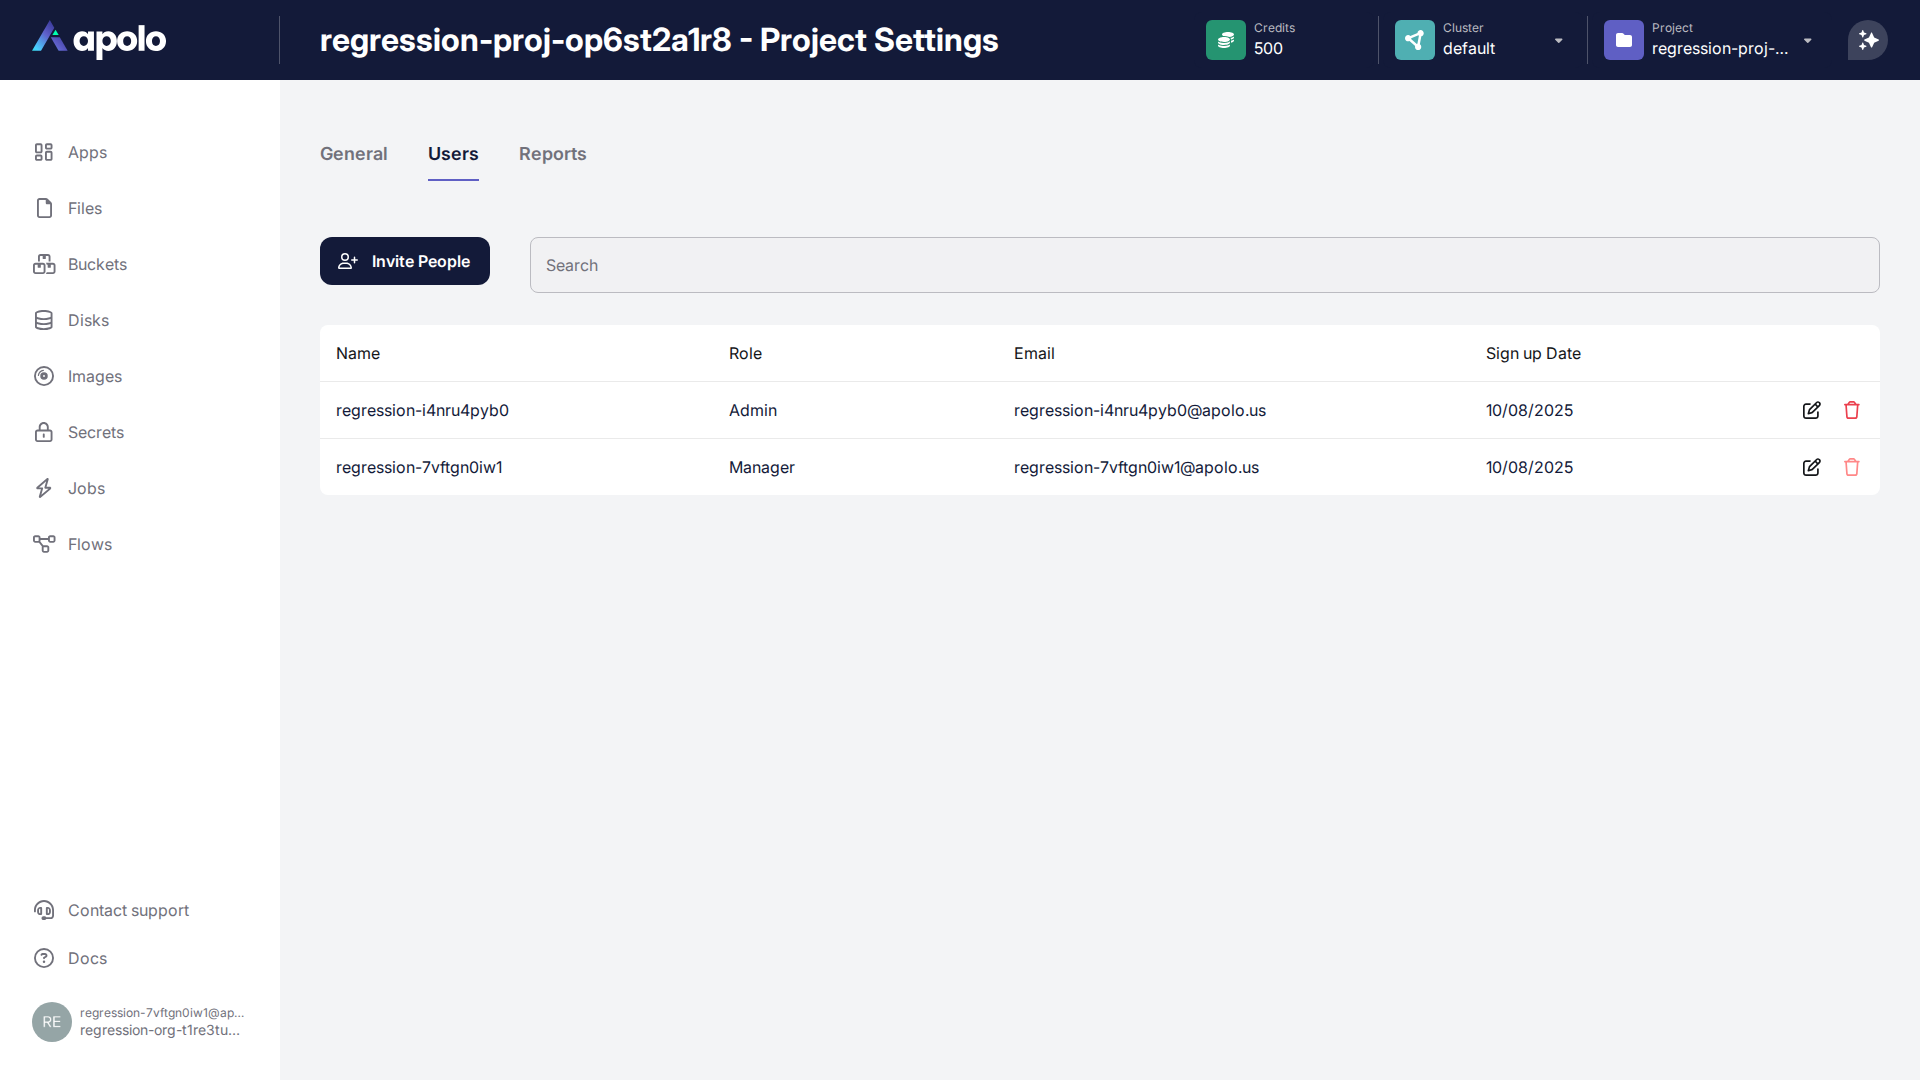 apolo
regression-proj-op6st2a1r8 - Project Settings
Credits
500
Cluster
default
Project
regression-proj-...
Apps
Files
Buckets
Disks
Images
Secrets
Jobs
Flows
General Users Reports
Invite People
Search
Name Role Email Sign up Date
regression-i4nru4pyb0 Admin regression-i4nru4pyb0@apolo.us 10/08/2025
regression-7vftgn0iw1 Manager regression-7vftgn0iw1@apolo.us 10/08/2025
Contact support
Docs
RE
regression-7vftgn0iw1@ap...
regression-org-t1re3tu...